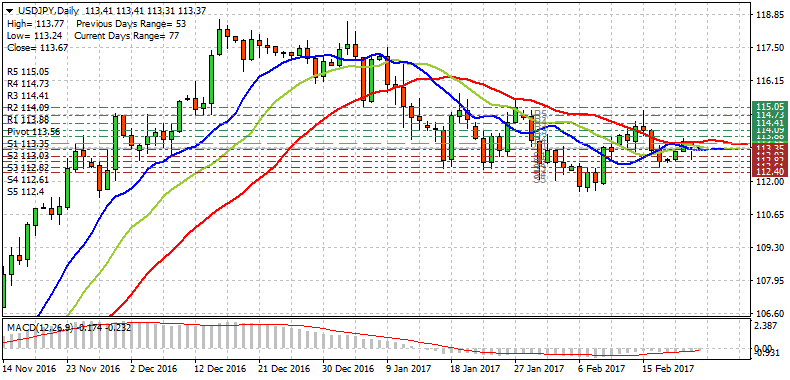 USDJPY,Daily 113,41 113,41 113,31 113,37
High= 113.77 Previous Days Range= 53
Low= 113.24 Current Days Range= 77
Close= 113.67
R5 115.05
R4 114.73
R3 114.41
R2 114.09
R1 113.88
Pivot 113.56
S1 113.35
S2 113.03
S3 112.82
S4 112.61
S5 112.4
118.85
117.50
116.15
115.05
114.73
114.41
114.09
113.88
113.35
112.82
112.40
112.00
110.65
109.30
107.95
106.60
MACD(12,26,9) -0.174 -0.232
2.387
0.00
-0.931
14 Nov 2016
23 Nov 2016
2 Dec 2016
12 Dec 2016
21 Dec 2016
30 Dec 2016
9 Jan 2017
18 Jan 2017
27 Jan 2017
6 Feb 2017
15 Feb 2017